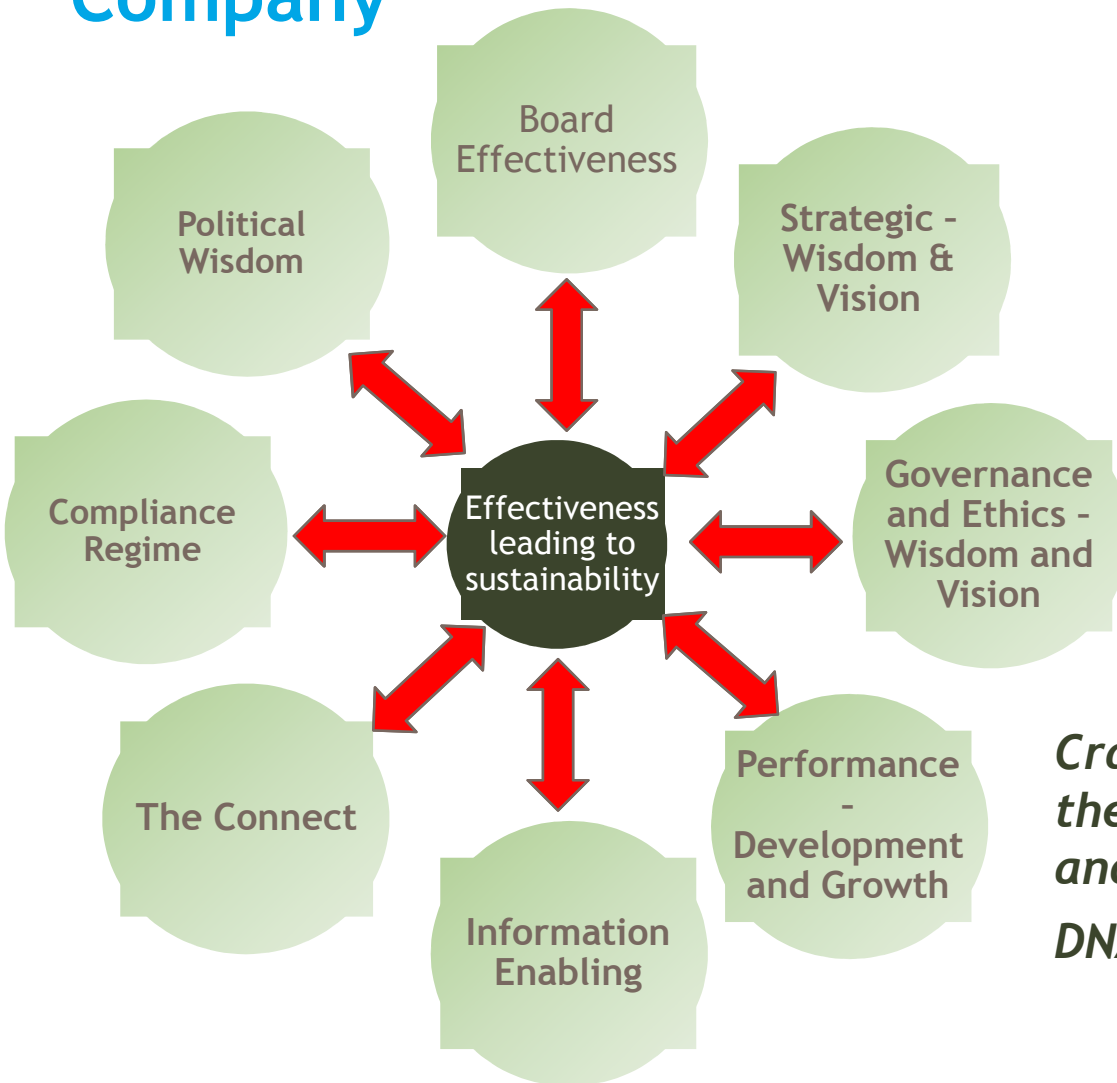 Company
Board
Effectiveness
Strategic –
Wisdom &
Vision
Governance
and Ethics –
Wisdom and
Vision
Performance
–
Development
and Growth
Information
Enabling
The Connect
Compliance
Regime
Political
Wisdom
Effectiveness
leading to
sustainability
the